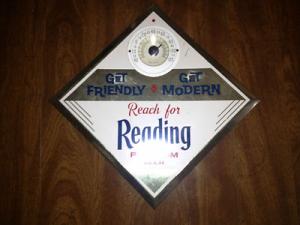 GET GET
FRIENDLY MODERN
Reach for
Reading